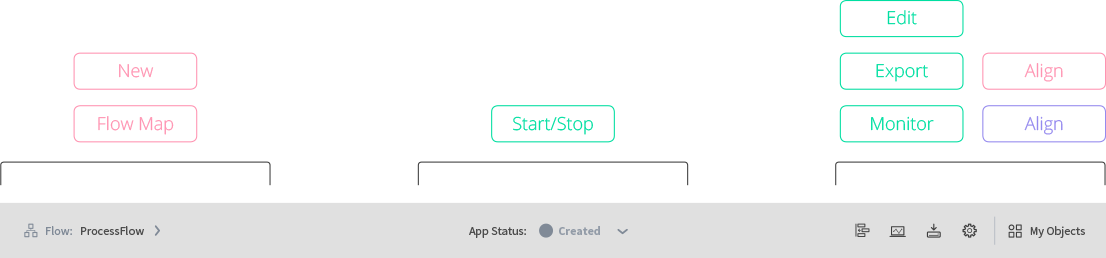 Edit
New
Export
Align
Flow Map
Start/Stop
Monitor
Align
Flow: ProcessFlow
App Status: Created
My Objects